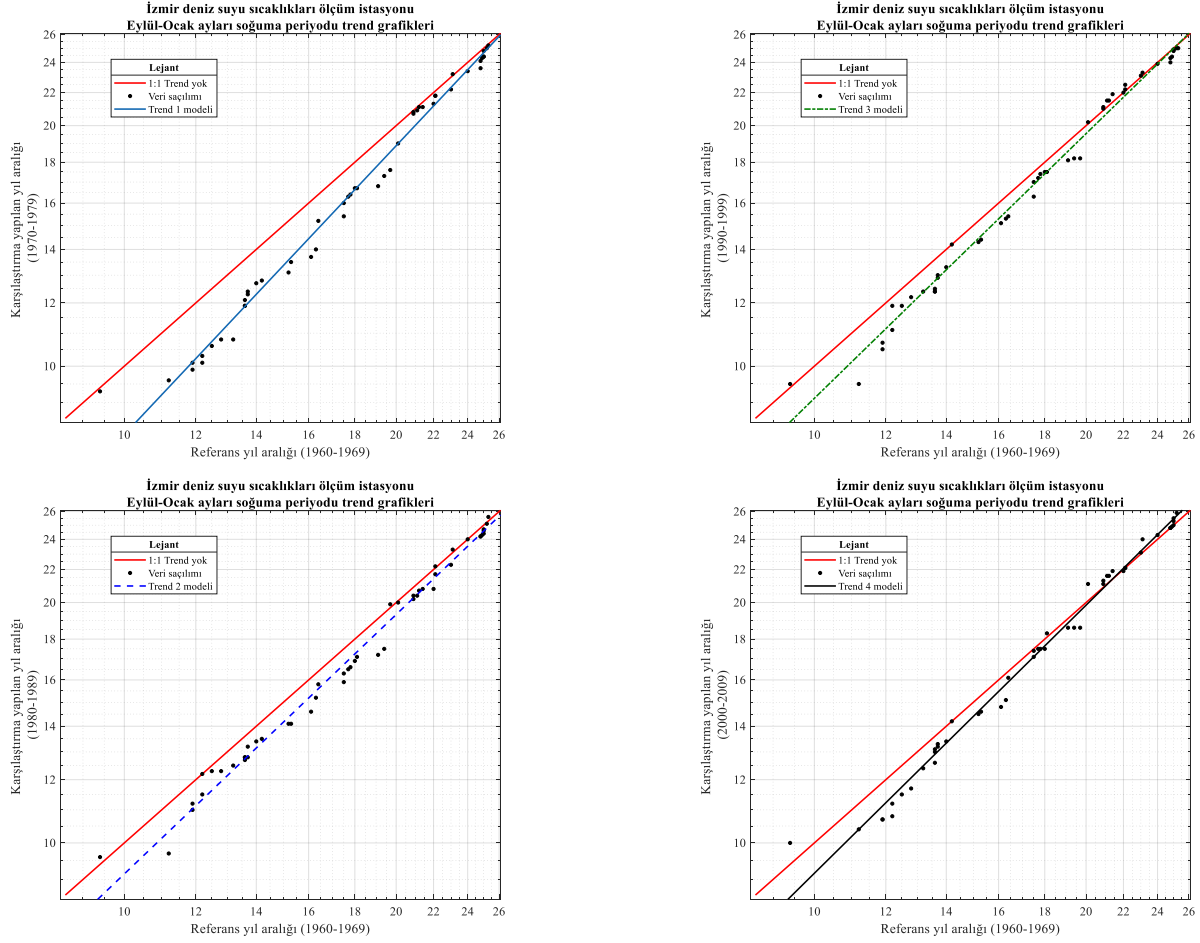 İzmir deniz suyu sıcaklıkları ölçüm istasyonu
Eylül-Ocak ayları soğuma periyodu trend grafikleri
Lejant
1:1 Trend yok
Veri saçılımı
Trend 1 modeli
Karşılaştırma yapılan yıl aralığı
(1970-1979)
26
24
22
20
18
16
14
12
10
10 12 14 16 18 20 22 24 26
Referans yıl aralığı (1960-1969)
İzmir deniz suyu sıcaklıkları ölçüm istasyonu
Eylül-Ocak ayları soğuma periyodu trend grafikleri
Lejant
1:1 Trend yok
Veri saçılımı
Trend 3 modeli
Karşılaştırma yapılan yıl aralığı
(1990-1999)
26
24
22
20
18
16
14
12
10
10 12 14 16 18 20 22 24 26
Referans yıl aralığı (1960-1969)
İzmir deniz suyu sıcaklıkları ölçüm istasyonu
Eylül-Ocak ayları soğuma periyodu trend grafikleri
Lejant
1:1 Trend yok
Veri saçılımı
Trend 2 modeli
Karşılaştırma yapılan yıl aralığı
(1980-1989)
26
24
22
20
18
16
14
12
10
10 12 14 16 18 20 22 24 26
Referans yıl aralığı (1960-1969)
İzmir deniz suyu sıcaklıkları ölçüm istasyonu
Eylül-Ocak ayları soğuma periyodu trend grafikleri
Lejant
1:1 Trend yok
Veri saçılımı
Trend 4 modeli
Karşılaştırma yapılan yıl aralığı
(2000-2009)
26
24
22
20
18
16
14
12
10
10 12 14 16 18 20 22 24 26
Referans yıl aralığı (1960-1969)